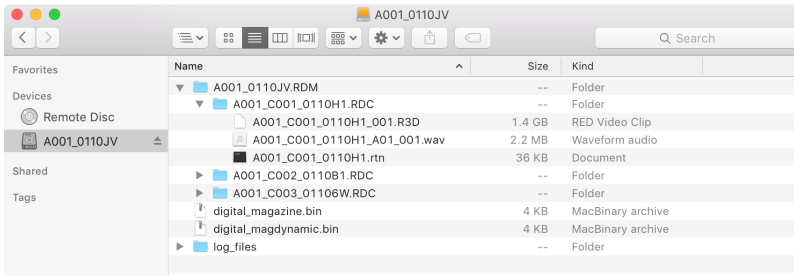 A001_0110JV
Search
Favorites
Devices
Remote Disc
A001_0110JV
Shared
Tags
Name Size Kind
A001_0110JV.RDM -- Folder
A001_C001_0110H1.RDC -- Folder
A001_C001_0110H1_001.R3D 1.4 GB RED Video Clip
A001_C001_0110H1_A01_001.wav 2.2 MB Waveform audio
A001_C001_0110H1.rtn 36 KB Document
A001_C002_0110B1.RDC -- Folder
A001_C003_01106W.RDC -- Folder
digital_magazine.bin 4 KB MacBinary archive
digital_magdynamic.bin 4 KB MacBinary archive
log_files -- Folder